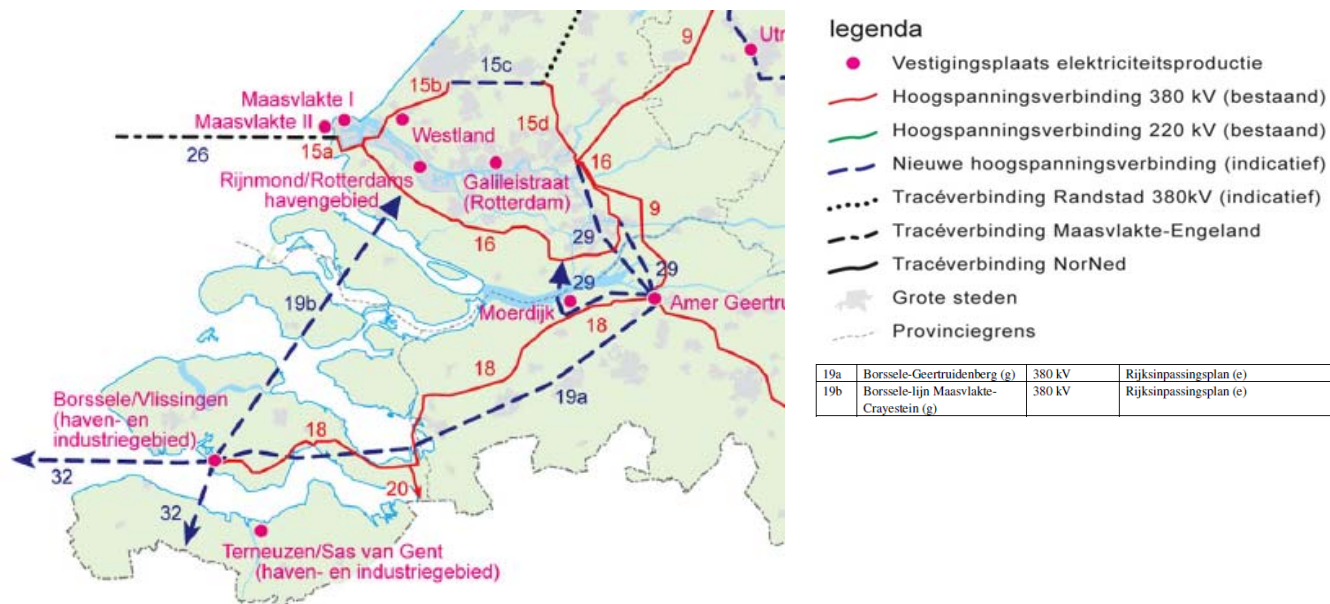 9
Utr
15c
15b
Maasvlakte I
Maasvlakte II
Westland
15d
26
15a
16
Rijnmond/Rotterdams
havengebied
Galileistraat
(Rotterdam)
9
16
29
29
29
19b
Moerdijk
Amer Geertru
18
18
19a
Borssele/Vlissingen
(haven- en
industriegebied)
18
32
20
32
Terneuzen/Sas van Gent
(haven- en industriegebied)
legenda
Vestigingsplaats elektriciteitsproductie
Hoogspanningsverbinding 380 kV (bestaand)
Hoogspanningsverbinding 220 kV (bestaand)
Nieuwe hoogspanningsverbinding (indicatief)
Tracéverbinding Randstad 380kV (indicatief)
Tracéverbinding Maasvlakte-Engeland
Tracéverbinding NorNed
Grote steden
Provinciegrens
19a Borssele-Geertruidenberg (g) 380 kV Rijksinpassingsplan (e)
19b Borssele-lijn Maasvlakte- 380 kV Rijksinpassingsplan (e)
Crayestein (g)